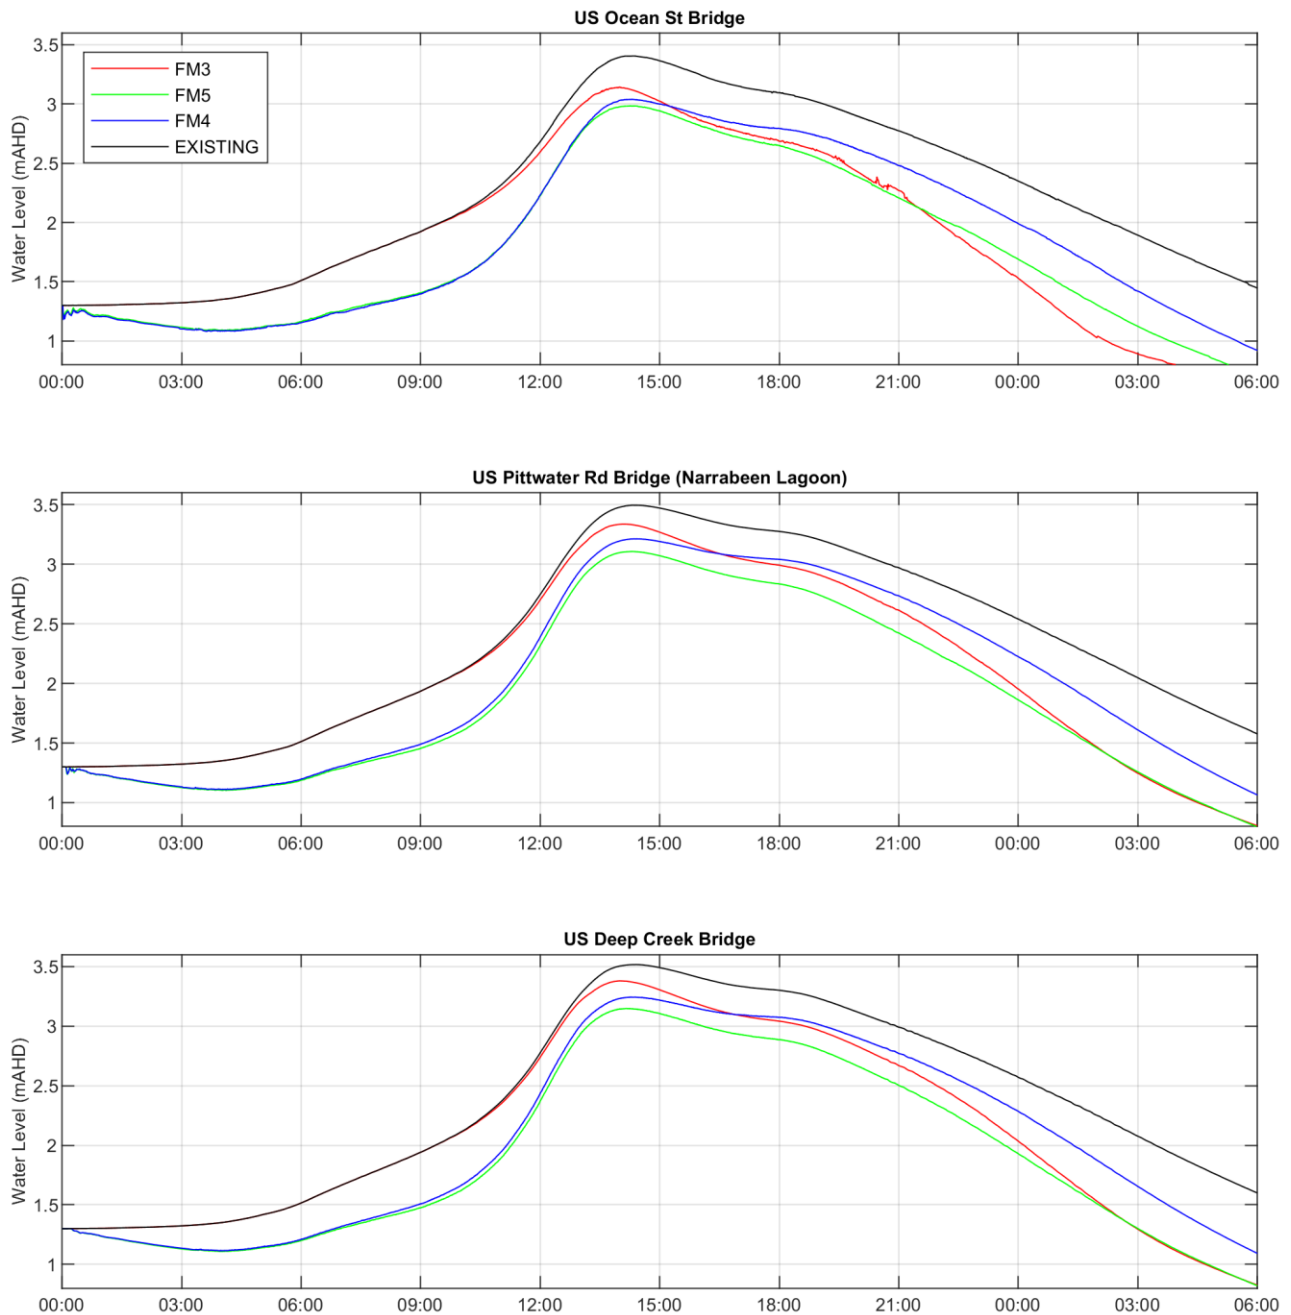 US Ocean St Bridge
3.5
3
2.5
2
1.5
1
Water Level (mAHD)
FM3
FM5
FM4
EXISTING
00:00 03:00 06:00 09:00 12:00 15:00 18:00 21:00 00:00 03:00 06:00
US Pittwater Rd Bridge (Narrabeen Lagoon)
3.5
3
2.5
2
1.5
1
Water Level (mAHD)
00:00 03:00 06:00 09:00 12:00 15:00 18:00 21:00 00:00 03:00 06:00
US Deep Creek Bridge
3.5
3
2.5
2
1.5
1
Water Level (mAHD)
00:00 03:00 06:00 09:00 12:00 15:00 18:00 21:00 00:00 03:00 06:00